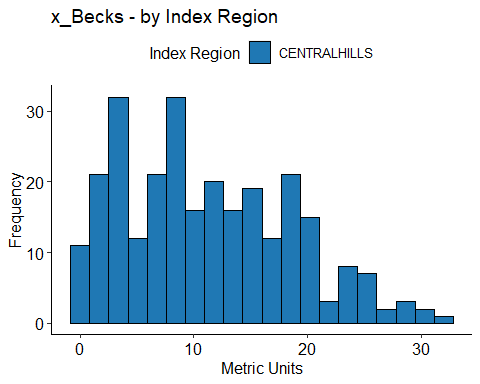 x_Becks - by Index Region
Index Region CENTRALHILLS
Frequency
30
20
10
0
0 10 20 30
Metric Units